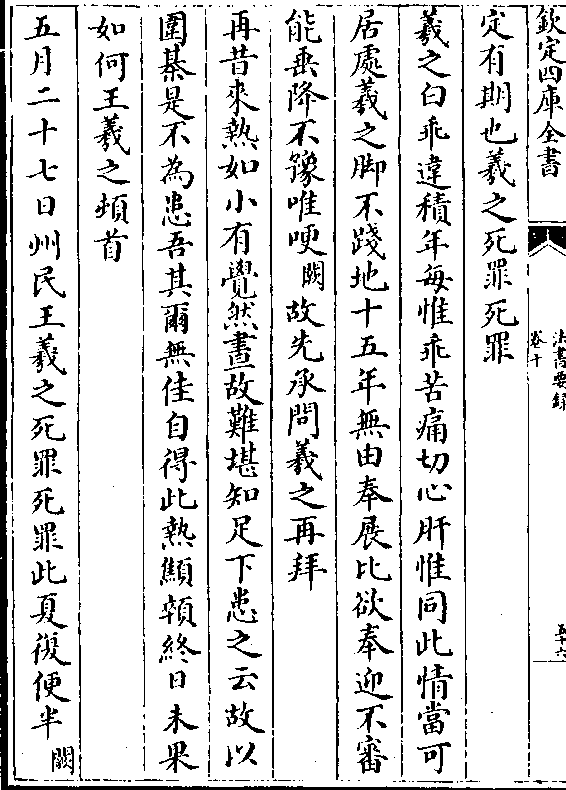 欽定四庫全書
法書要録
卷十
五十六
定有期也羲之死罪死罪
羲之白乖違積年每惟乖苦痛切心肝惟同此情當可
居處羲之脚不踐地十五年無由奉展比欲奉迎不審
能垂降不豫唯哽闕故先承問羲之再拜
再昔來熱如小有覺然晝故難堪知足下患之云故以
圍棊是不為患吾其爾無佳自得此熱顯頓終日未果
如何王羲之頓首
五月二十七日州民王羲之死罪死罪此夏復便半闕